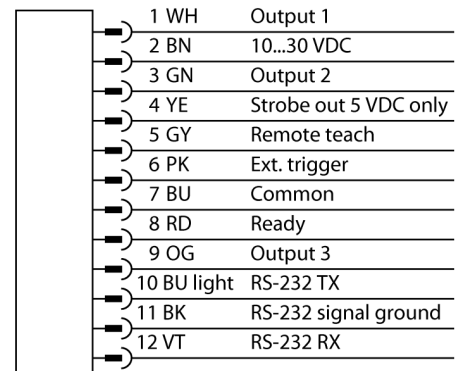 1 WH Output 1
2 BN 10...30 VDC
3 GN Output 2
4 YE Strobe out 5 VDC only
5 GY Remote teach
6 PK Ext. trigger
7 BU Common
8 RD Ready
9 OG Output 3
10 BU light RS-232 TX
11 BK RS-232 signal ground
12 VT RS-232 RX